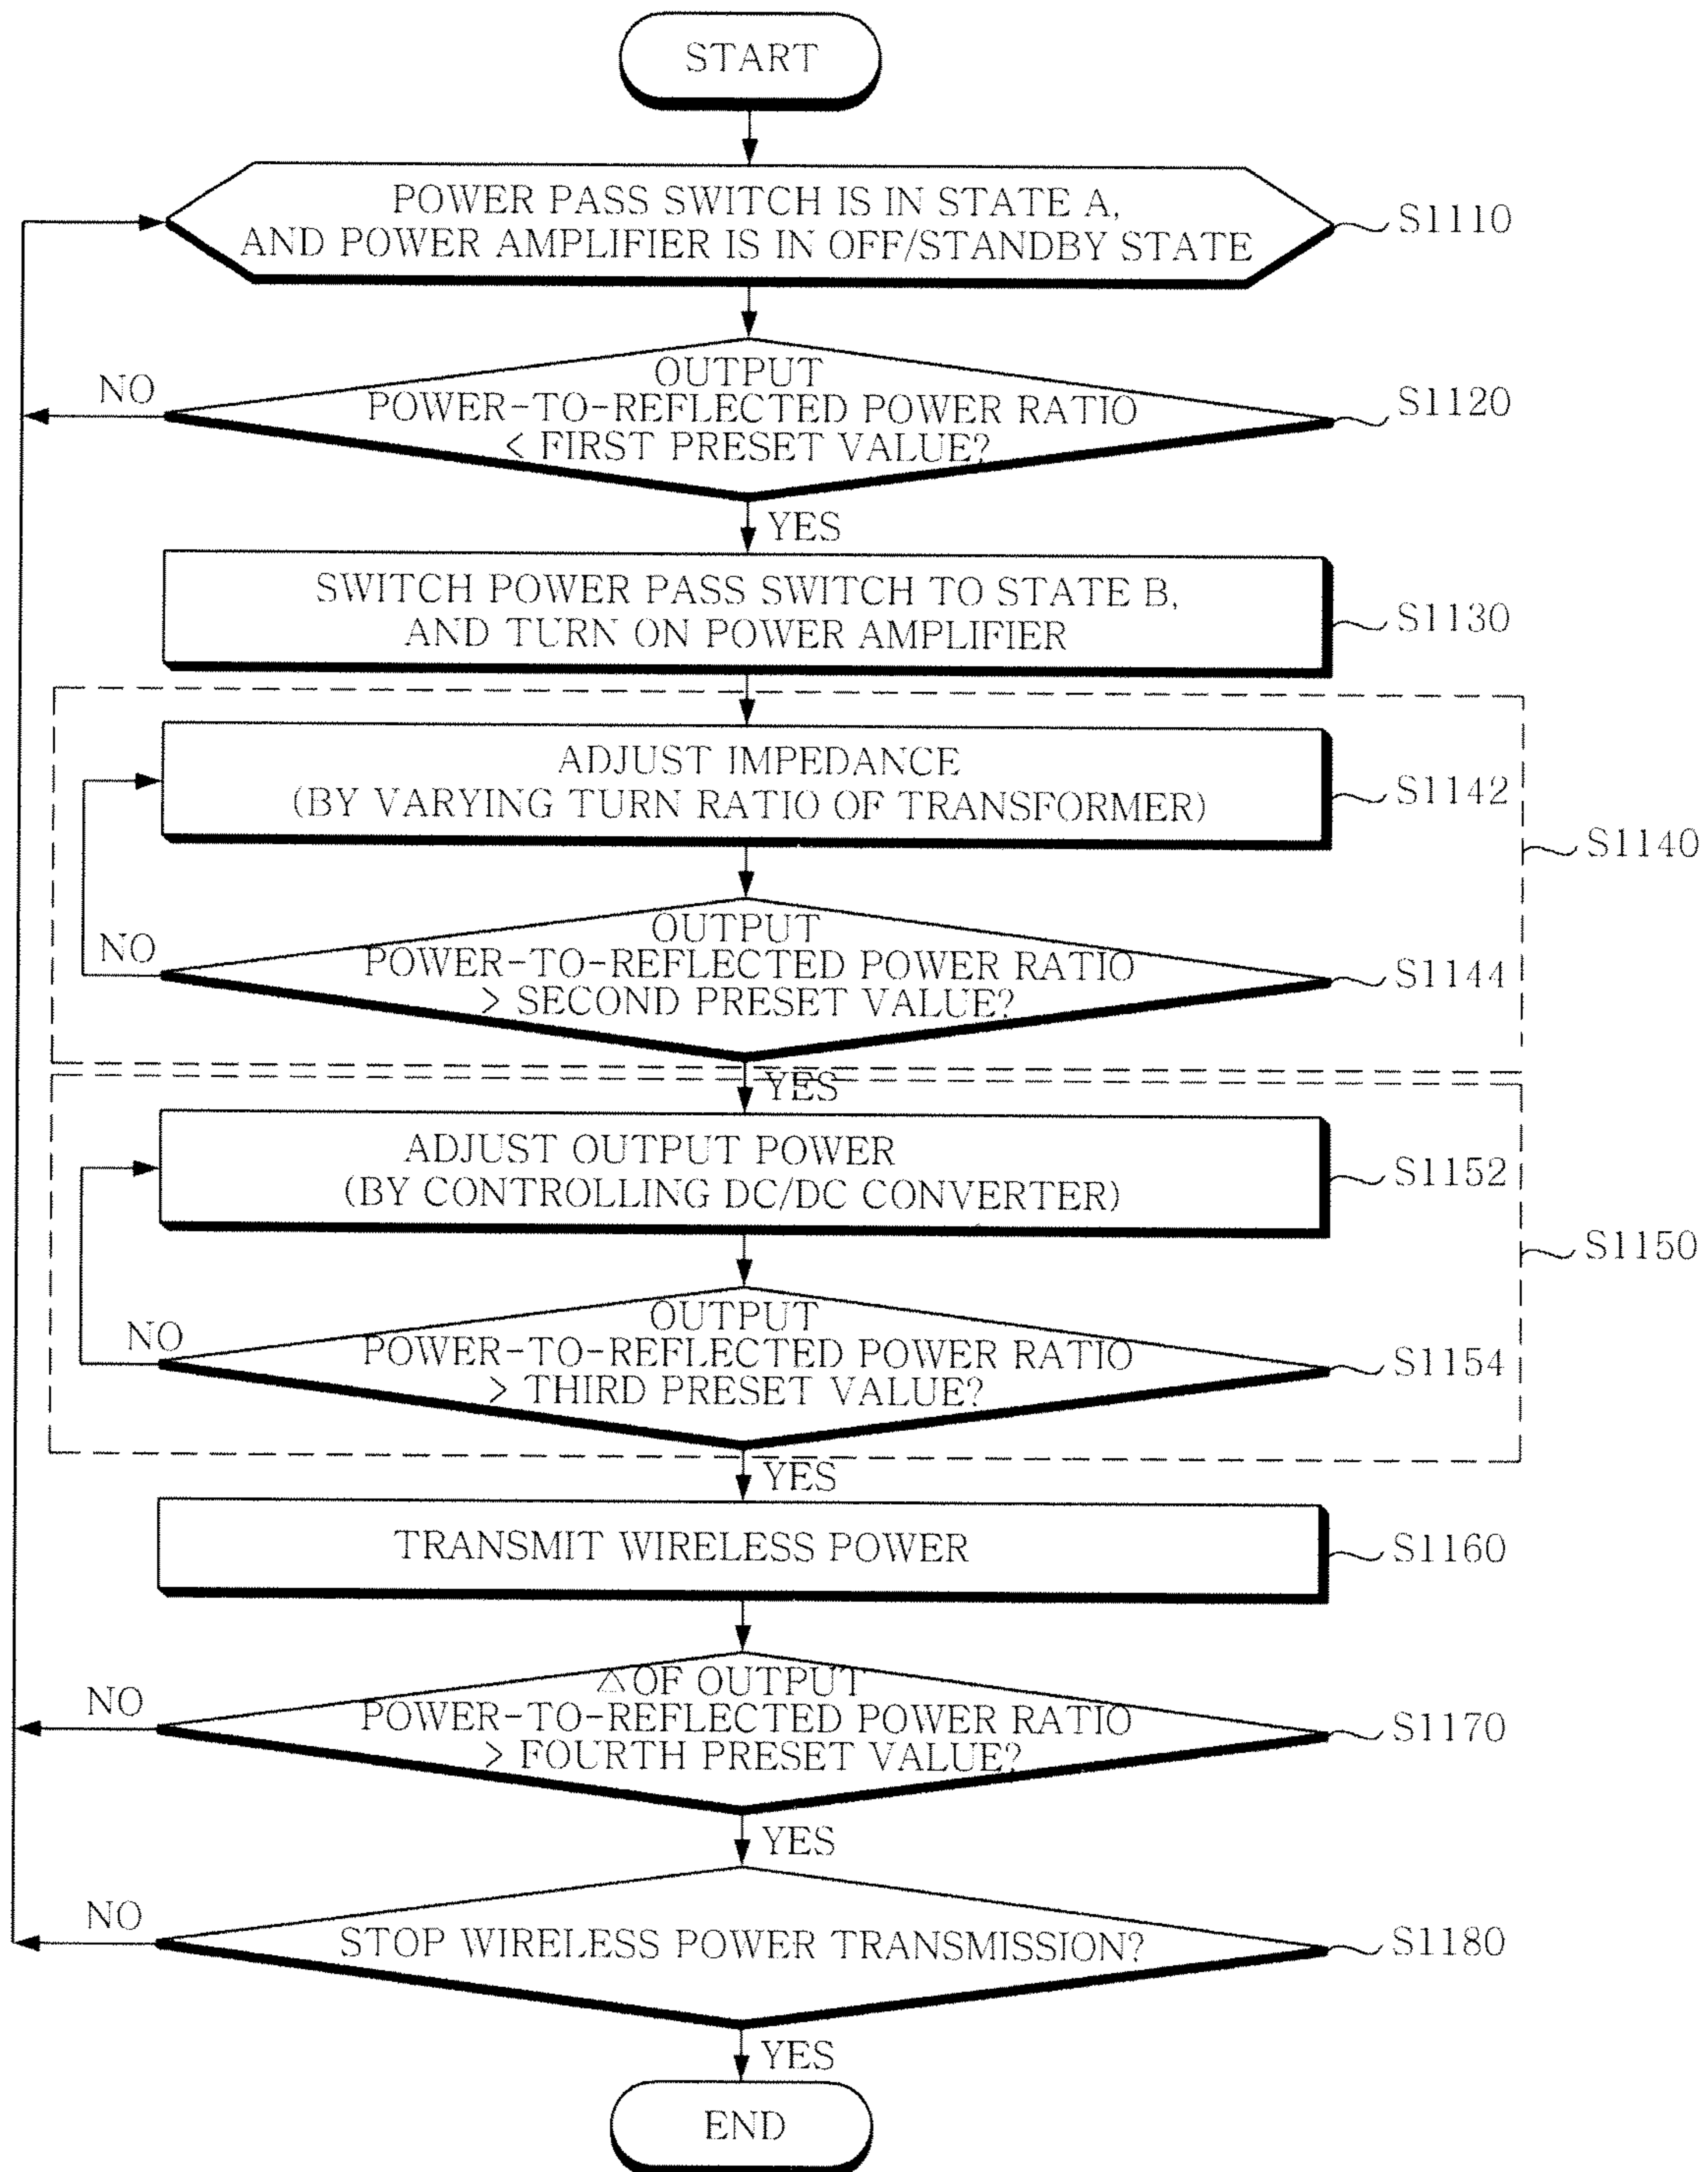 START
POWER PASS SWITCH IS IN STATE A,
AND POWER AMPLIFIER IS IN OFF/STANDBY STATE
S1110
OUTPUT
POWER-TO-REFLECTED POWER RATIO
< FIRST PRESET VALUE?
S1120
NO
YES
SWITCH POWER PASS SWITCH TO STATE B,
AND TURN ON POWER AMPLIFIER
S1130
ADJUST IMPEDANCE
(BY VARYING TURN RATIO OF TRANSFORMER)
S1142
S1140
OUTPUT
POWER-TO-REFLECTED POWER RATIO
> SECOND PRESET VALUE?
S1144
NO
YES
ADJUST OUTPUT POWER
(BY CONTROLLING DC/DC CONVERTER)
S1152
S1150
OUTPUT
POWER-TO-REFLECTED POWER RATIO
> THIRD PRESET VALUE?
S1154
NO
YES
TRANSMIT WIRELESS POWER
S1160
△ OF OUTPUT
POWER-TO-REFLECTED POWER RATIO
> FOURTH PRESET VALUE?
S1170
NO
YES
STOP WIRELESS POWER TRANSMISSION?
S1180
NO
YES
END